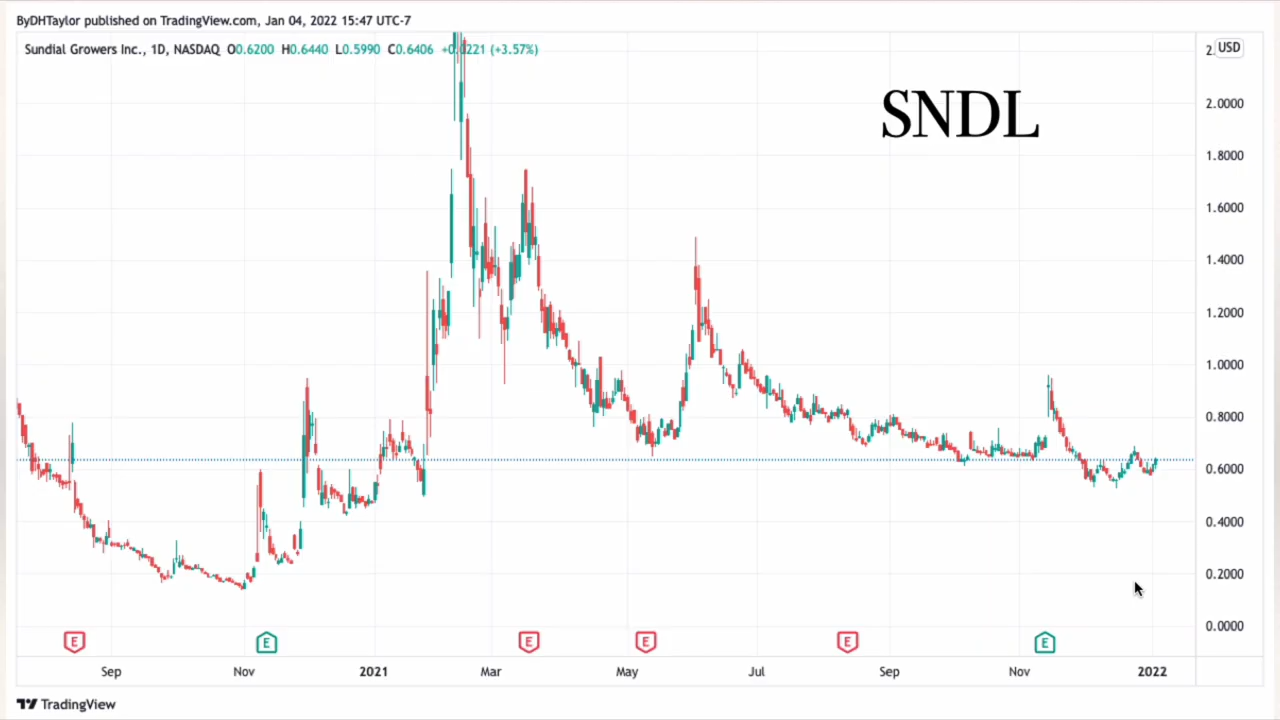 ByDHTaylor published on TradingView.com, Jan 04, 2022 15:47 UTC-7
Sundial Growers Inc., 1D, NASDAQ O0.6200 H0.6440 L0.5990 C0.6406 +0.0221 (+3.57%)
USD
SNDL
2.0000
1.8000
1.6000
1.4000
1.2000
1.0000
0.8000
0.6000
0.4000
0.2000
0.0000
E E E E E E
Sep Nov 2021 Mar May Jul Sep Nov 2022
TradingView